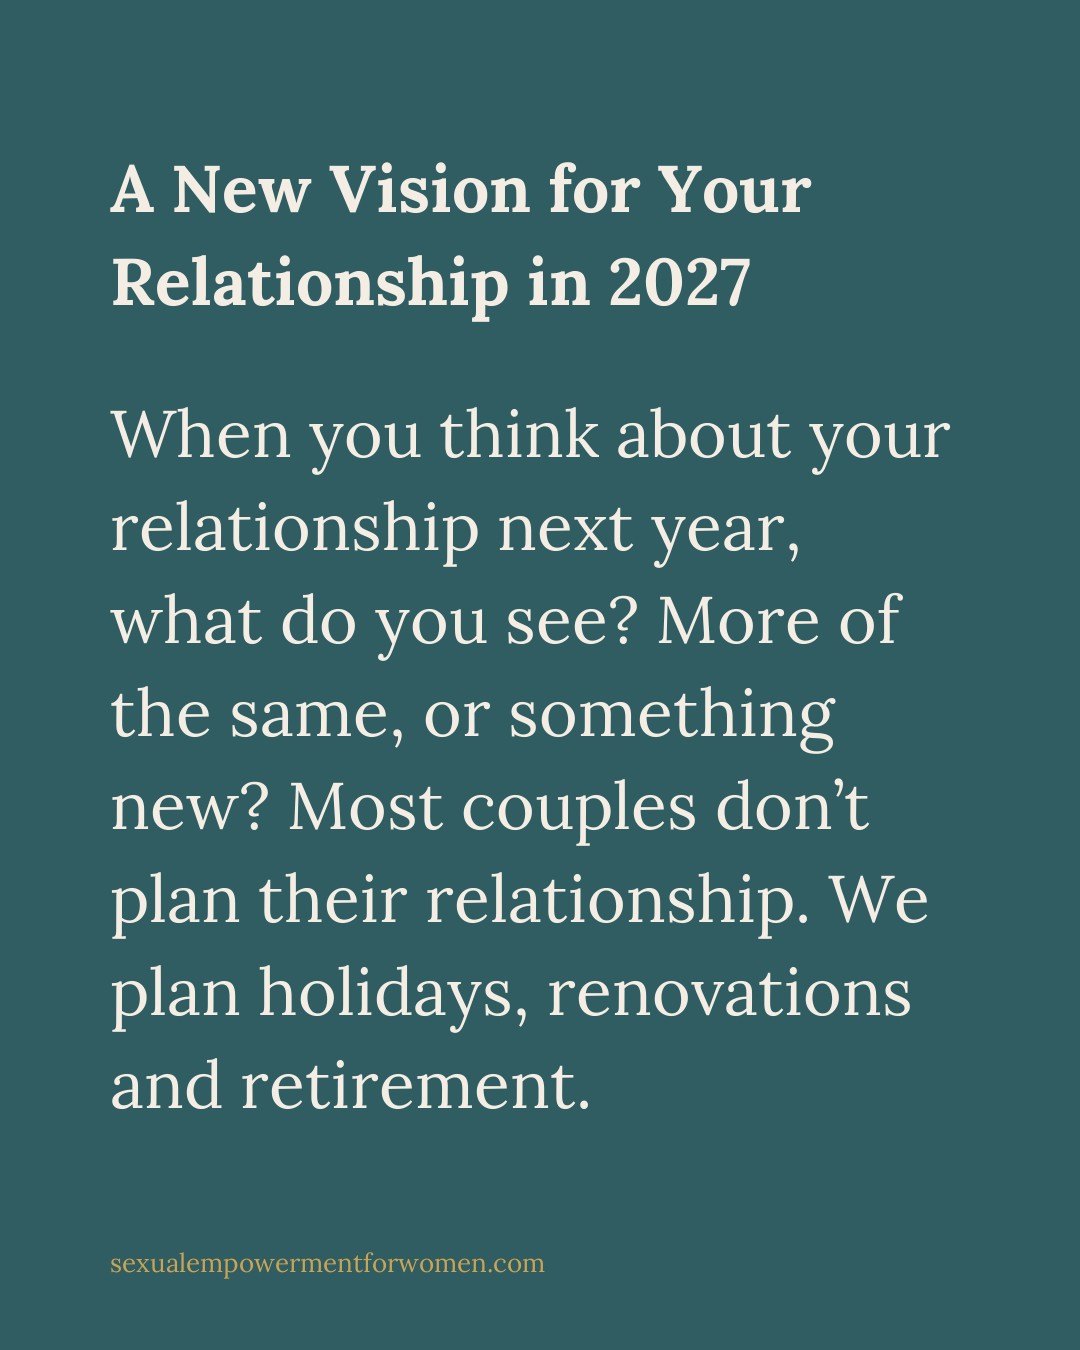 A New Vision for Your
Relationship in 2027
When you think about your
relationship next year,
what do you see? More of
the same, or something
new? Most couples don’t
plan their relationship. We
plan holidays, renovations
and retirement.
sexualempowermentforwomen.com